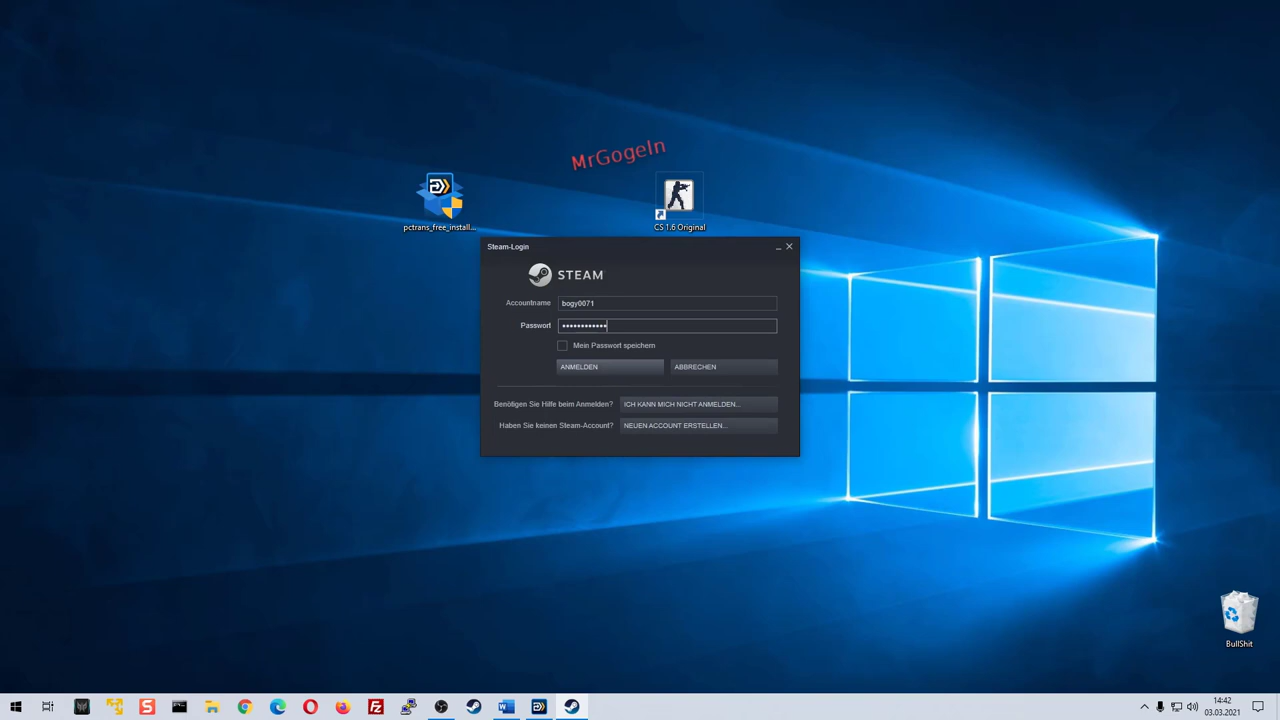 MrGogeln
pctrans_free_install...
CS 1.6 Original
Steam-Login
STEAM
Accountname
bogy0071
Passwort
••••••••••••
Mein Passwort speichern
ANMELDEN
ABBRECHEN
Benötigen Sie Hilfe beim Anmelden?
ICH KANN MICH NICHT ANMELDEN...
Haben Sie keinen Steam-Account?
NEUEN ACCOUNT ERSTELLEN...
BullShit
14:42
03.03.2021